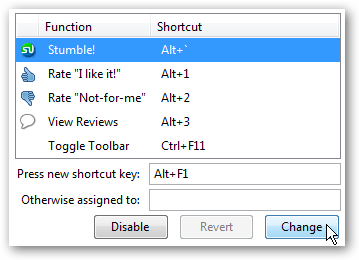 Function Shortcut
Stumble! Alt+`
Rate "I like it!" Alt+1
Rate "Not-for-me" Alt+2
View Reviews Alt+3
Toggle Toolbar Ctrl+F11
Press new shortcut key: Alt+F1
Otherwise assigned to:
Disable Revert Change